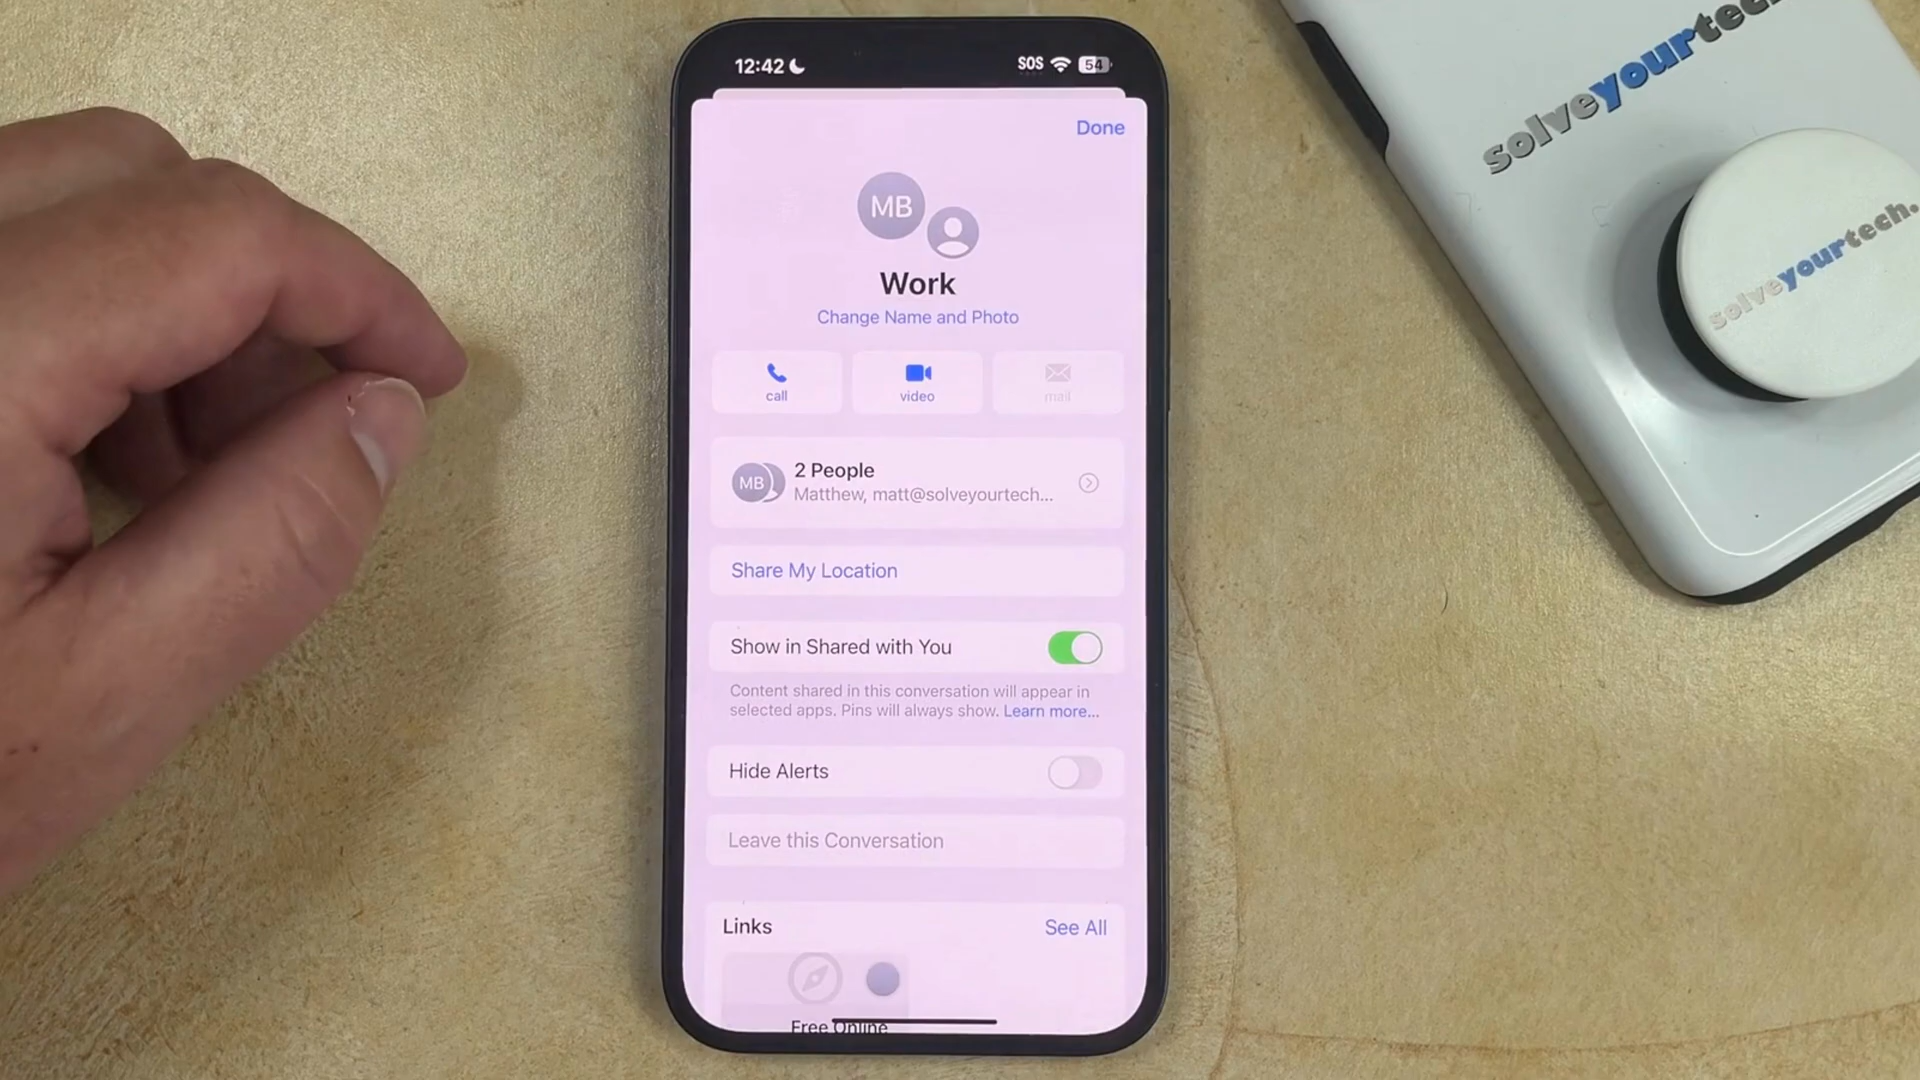 12:42
SOS
54
Done
MB
Work
Change Name and Photo
call
video
mail
MB
2 People
Matthew, matt@solveyourtech...
Share My Location
Show in Shared with You
Content shared in this conversation will appear in
selected apps. Pins will always show. Learn more...
Hide Alerts
Leave this Conversation
Links
See All
Free Online
solveyourtech.
solveyourtech.